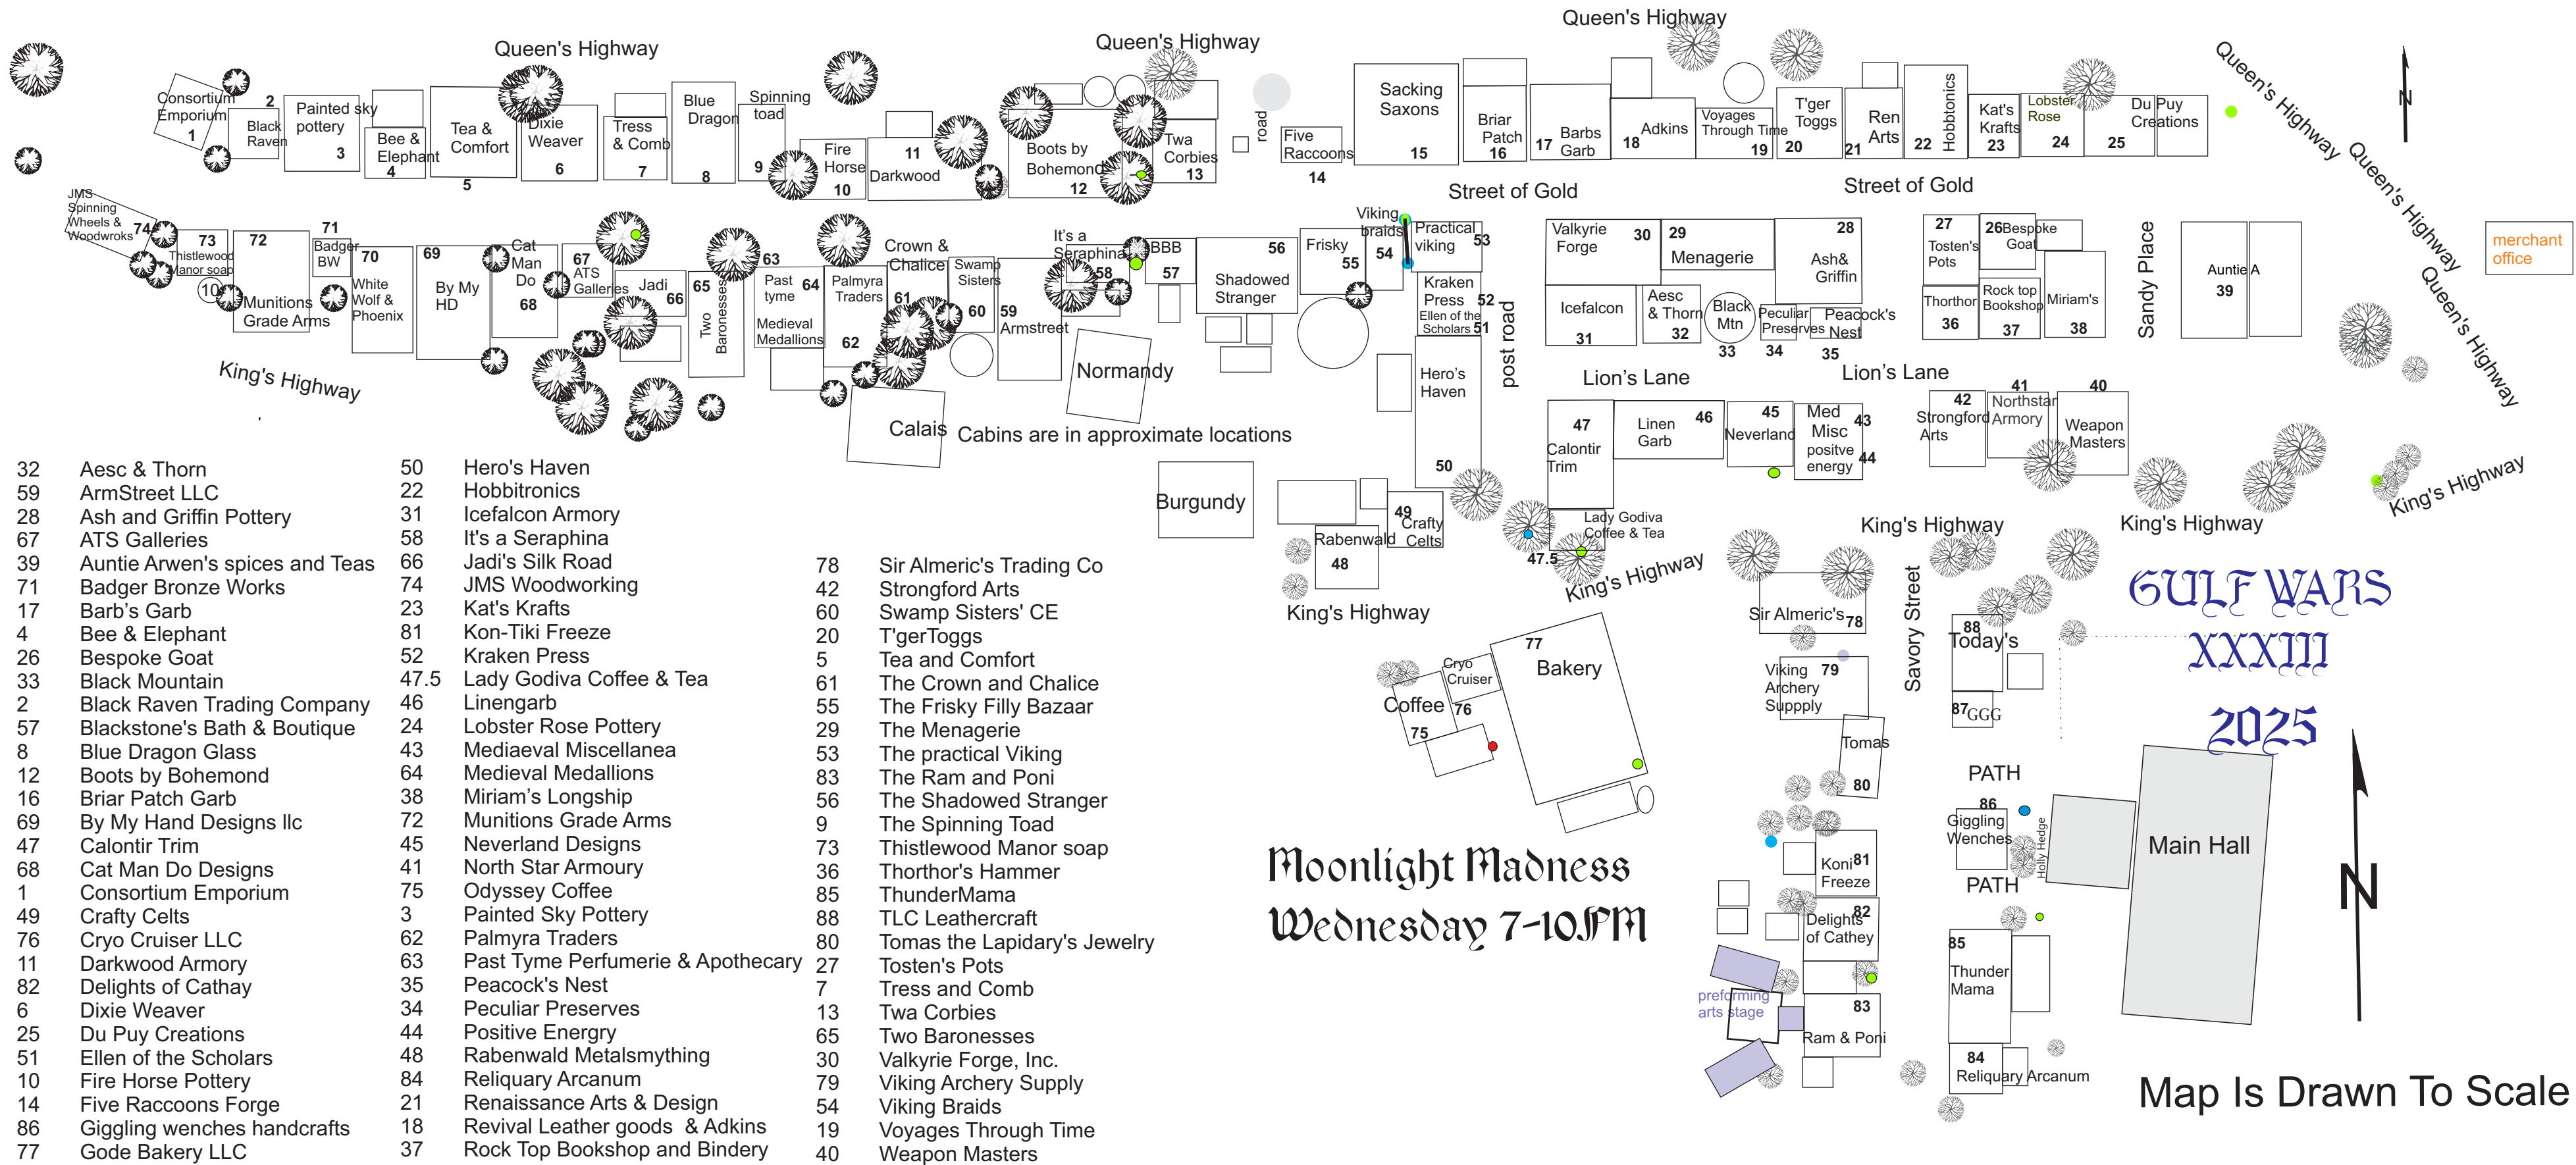 Queen's Highway
Queen's Highway
Queen's Highway
Queen's Highway
Queen's Highway
Queen's Highway
N
Consortium
Emporium
1
2
Black
Raven
Painted sky
pottery
3
Bee &
Elephant
4
Tea &
Comfort
5
Dixie
Weaver
6
Tress
& Comb
7
Blue
Dragon
8
Spinning
toad
9
Fire
Horse
10
11
Darkwood
Boots by
Bohemond
12
Twa
Corbies
13
road
Five
Raccoons
14
Sacking
Saxons
15
Briar
Patch
16
17
Barbs
Garb
18
Adkins
Voyages
Through Time
19
T'ger
Toggs
20
Ren
Arts
21
22
Hobbtonics
Kat's
Krafts
23
Lobster
Rose
24
Du Puy
Creations
25
Street of Gold
Street of Gold
merchant
office
JMS
Spinning
Wheels &
Woodwroks
74
73
Thistlewood
Manor soap
10
72
Munitions
Grade Arms
71
Badger
BW
70
White
Wolf &
Phoenix
69
By My
HD
Cat
Man
Do
68
67
ATS
Galleries
Jadi
66
65
Two
Baronesses
63
Past
tyme
64
Medieval
Medallions
Palmyra
Traders
62
Crown &
Chalice
61
Swamp
Sisters
60
59
Armstreet
It's a
Seraphina
58
BBB
57
56
Shadowed
Stranger
Frisky
55
Viking
braids
54
Practical
viking
53
Kraken
Press
52
Ellen of the
Scholars
51
Hero's
Haven
50
post road
Valkyrie
Forge
30
29
Menagerie
28
Ash&
Griffin
Icefalcon
31
Aesc
& Thorn
32
Black
Mtn
33
Peculiar
Preserves
34
Peacock's
Nest
35
27
Tosten's
Pots
26
Bespoke
Goat
Thorthor
36
Rock top
Bookshop
37
Miriam's
38
Sandy Place
Auntie A
39
King's Highway
Normandy
Calais
Cabins are in approximate locations
Burgundy
Lion's Lane
Lion's Lane
47
Calontir
Trim
Linen
Garb
46
45
Neverland
Med
Misc
43
positve
energy
44
42
Strongford
Arts
41
Northstar
Armory
40
Weapon
Masters
49
Crafty
Celts
Rabenwald
48
Lady Godiva
Coffee & Tea
47.5
King's Highway
King's Highway
King's Highway
King's Highway
King's Highway
77
Bakery
Cryo
Cruiser
76
Coffee
75
Sir Almeric's
78
Viking
Archery
Suppply
79
Tomas
80
Savory Street
88
Today's
87
GGG
PATH
86
Giggling
Wenches
Holly Hedge
PATH
Koni
81
Freeze
82
Delights
of Cathey
preforming
arts stage
83
Ram & Poni
85
Thunder
Mama
84
Reliquary Arcanum
Main Hall
GULF WARS
XXXIII
2025
N
Map Is Drawn To Scale
Moonlight Madness
Wednesday 7-10PM
32 Aesc & Thorn
59 ArmStreet LLC
28 Ash and Griffin Pottery
67 ATS Galleries
39 Auntie Arwen's spices and Teas
71 Badger Bronze Works
17 Barb's Garb
4 Bee & Elephant
26 Bespoke Goat
33 Black Mountain
2 Black Raven Trading Company
57 Blackstone's Bath & Boutique
8 Blue Dragon Glass
12 Boots by Bohemond
16 Briar Patch Garb
69 By My Hand Designs llc
47 Calontir Trim
68 Cat Man Do Designs
1 Consortium Emporium
49 Crafty Celts
76 Cryo Cruiser LLC
11 Darkwood Armory
82 Delights of Cathay
6 Dixie Weaver
25 Du Puy Creations
51 Ellen of the Scholars
10 Fire Horse Pottery
14 Five Raccoons Forge
86 Giggling wenches handcrafts
77 Gode Bakery LLC
50 Hero's Haven
22 Hobbitronics
31 Icefalcon Armory
58 It's a Seraphina
66 Jadi's Silk Road
74 JMS Woodworking
23 Kat's Krafts
81 Kon-Tiki Freeze
52 Kraken Press
47.5 Lady Godiva Coffee & Tea
46 Linengarb
24 Lobster Rose Pottery
43 Mediaeval Miscellanea
64 Medieval Medallions
38 Miriam's Longship
72 Munitions Grade Arms
45 Neverland Designs
41 North Star Armoury
75 Odyssey Coffee
3 Painted Sky Pottery
62 Palmyra Traders
63 Past Tyme Perfumerie & Apothecary
35 Peacock's Nest
34 Peculiar Preserves
44 Positive Energry
48 Rabenwald Metalsmything
84 Reliquary Arcanum
21 Renaissance Arts & Design
18 Revival Leather goods & Adkins
37 Rock Top Bookshop and Bindery
78 Sir Almeric's Trading Co
42 Strongford Arts
60 Swamp Sisters' CE
20 T'gerToggs
5 Tea and Comfort
61 The Crown and Chalice
55 The Frisky Filly Bazaar
29 The Menagerie
53 The practical Viking
83 The Ram and Poni
56 The Shadowed Stranger
9 The Spinning Toad
73 Thistlewood Manor soap
36 Thorthor's Hammer
85 ThunderMama
88 TLC Leathercraft
80 Tomas the Lapidary's Jewelry
27 Tosten's Pots
7 Tress and Comb
13 Twa Corbies
65 Two Baronesses
30 Valkyrie Forge, Inc.
79 Viking Archery Supply
54 Viking Braids
19 Voyages Through Time
40 Weapon Masters